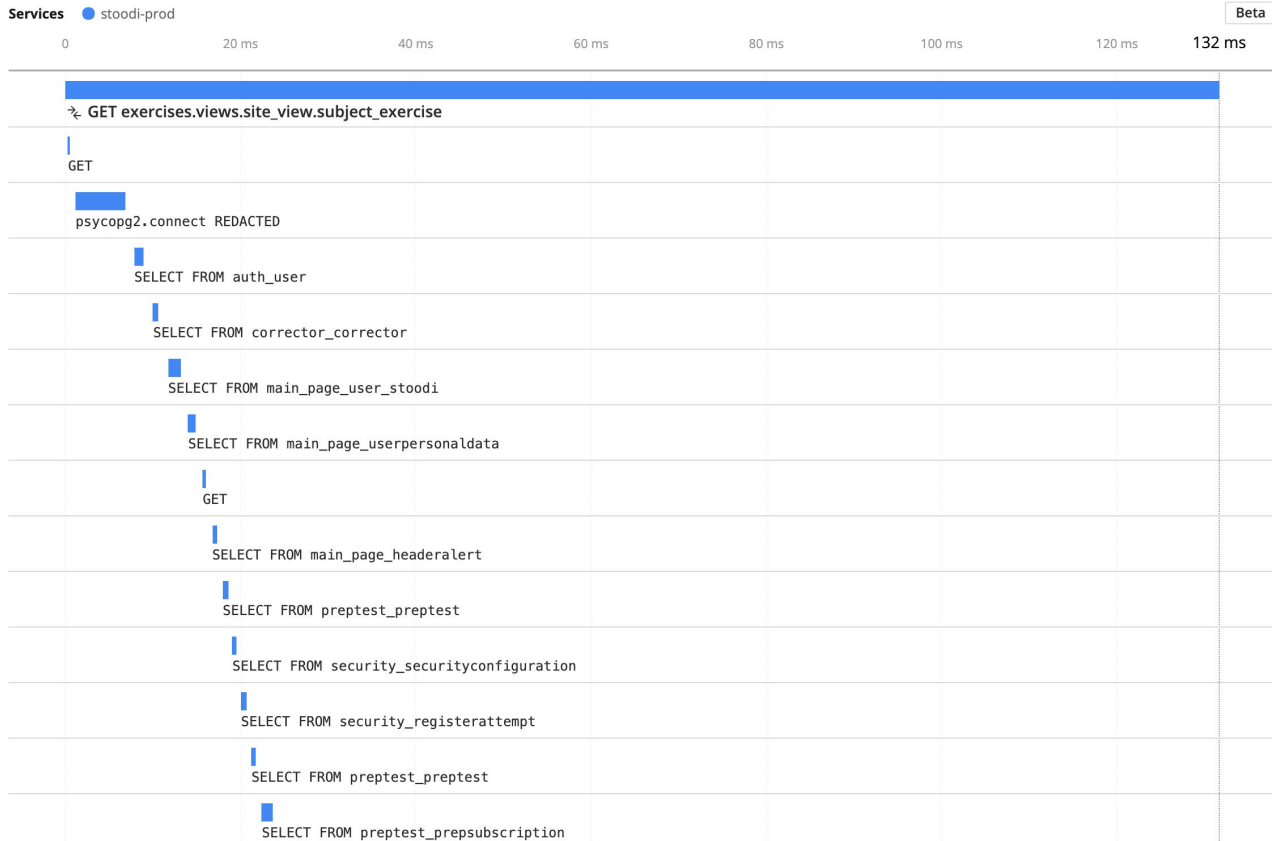 Services stoodi-prod Beta
0 20 ms 40 ms 60 ms 80 ms 100 ms 120 ms 132 ms
GET exercises.views.site_view.subject_exercise
GET
psycopg2.connect REDACTED
SELECT FROM auth_user
SELECT FROM corrector_corrector
SELECT FROM main_page_user_stoodi
SELECT FROM main_page_userpersonaldata
GET
SELECT FROM main_page_headeralert
SELECT FROM preptest_preptest
SELECT FROM security_securityconfiguration
SELECT FROM security_registerattempt
SELECT FROM preptest_preptest
SELECT FROM preptest_prepsubscription